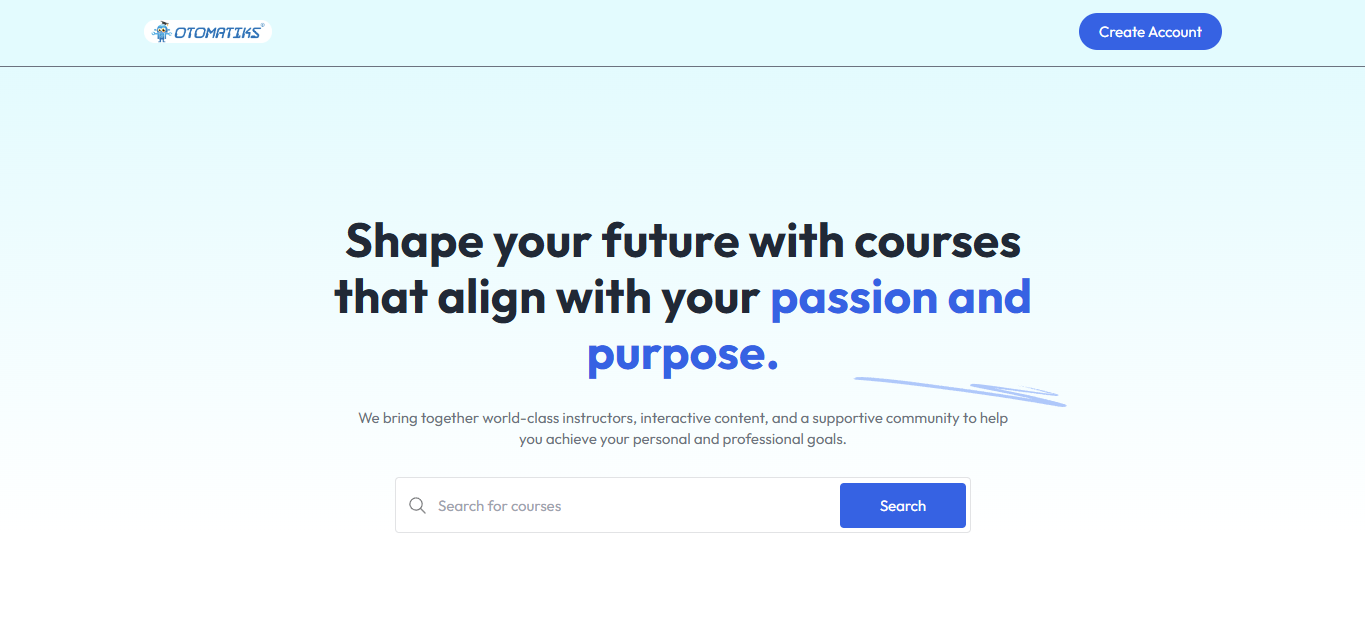 OTOMATIKS®
Create Account
Shape your future with courses
that align with your passion and
purpose.
We bring together world-class instructors, interactive content, and a supportive community to help
you achieve your personal and professional goals.
Search for courses
Search